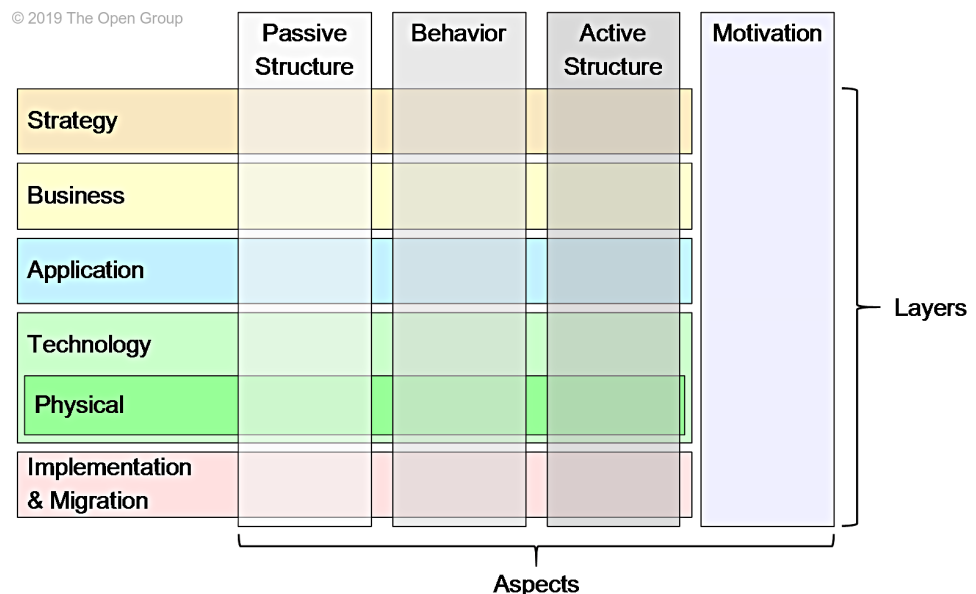 © 2019 The Open Group
Passive
Structure
Behavior
Active
Structure
Motivation
Strategy
Business
Application
Technology
Physical
Implementation
& Migration
Layers
Aspects